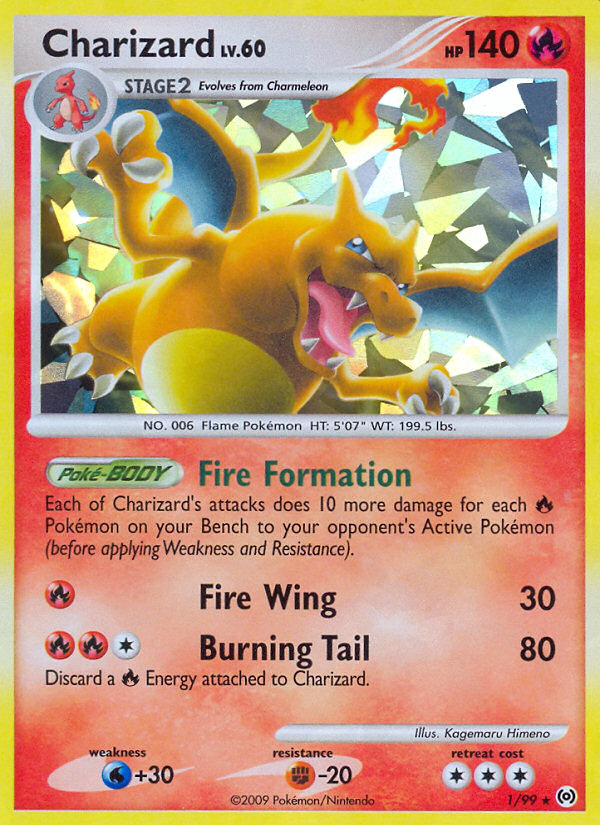 Charizard LV.60 HP 140
STAGE2 Evolves from Charmeleon
NO. 006 Flame Pokémon HT: 5'07" WT: 199.5 lbs.
Poké-BODY Fire Formation
Each of Charizard's attacks does 10 more damage for each
Pokémon on your Bench to your opponent's Active Pokémon
(before applying Weakness and Resistance).
Fire Wing 30
Burning Tail 80
Discard a Energy attached to Charizard.
Illus. Kagemaru Himeno
weakness resistance retreat cost
+30 -20
©2009 Pokémon/Nintendo 1/99 ★